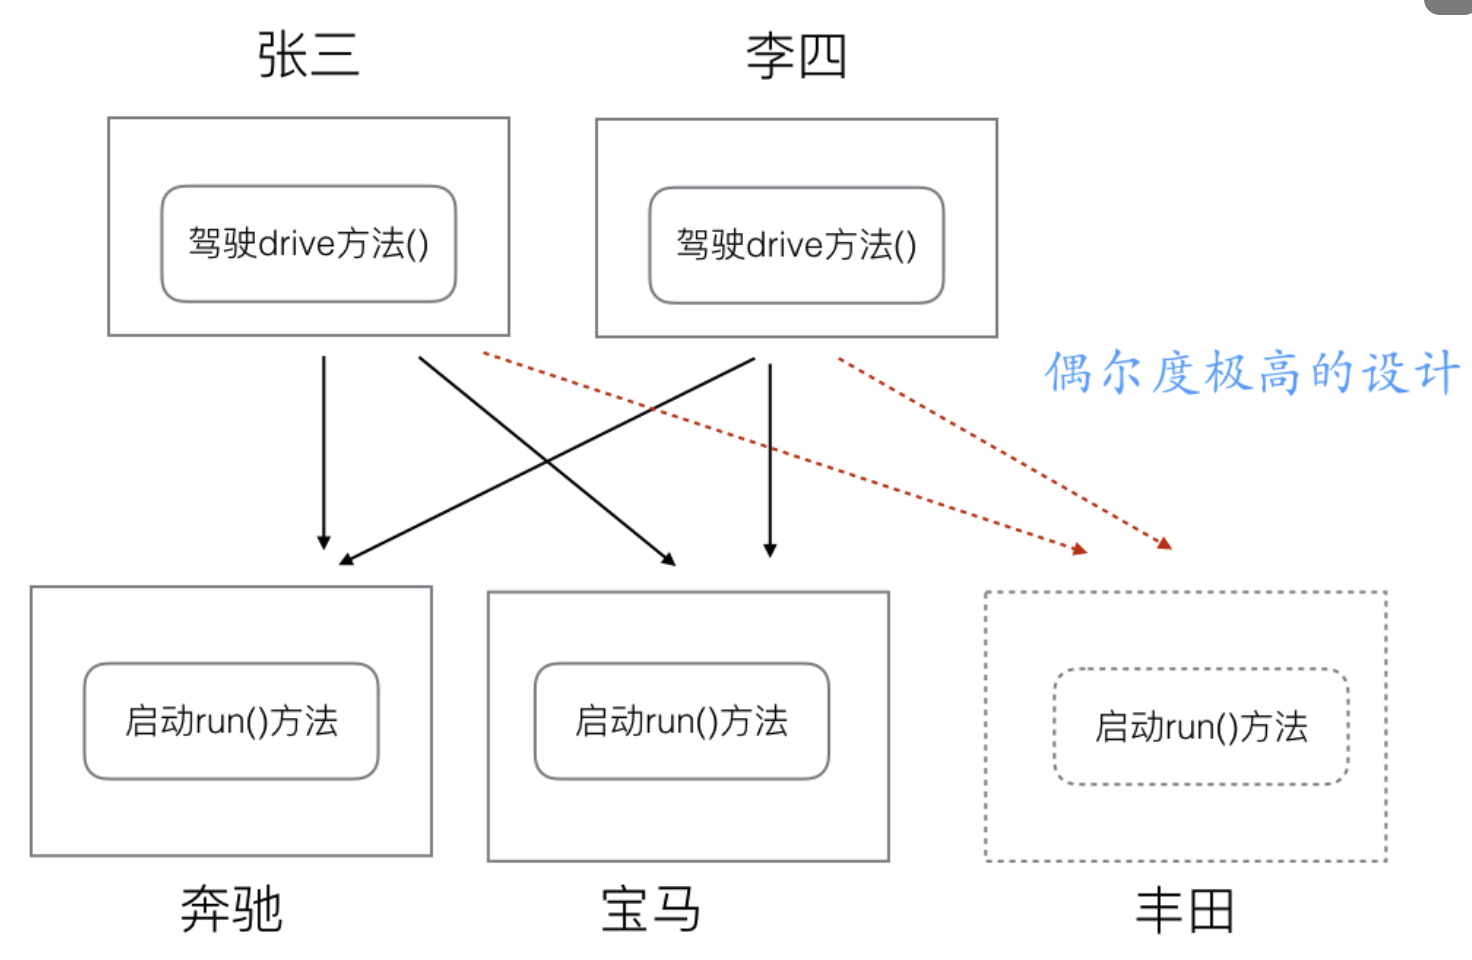 张三
李四
驾驶drive方法()
驾驶drive方法()
偶尔度极高的设计
启动run()方法
启动run()方法
启动run()方法
奔驰
宝马
丰田